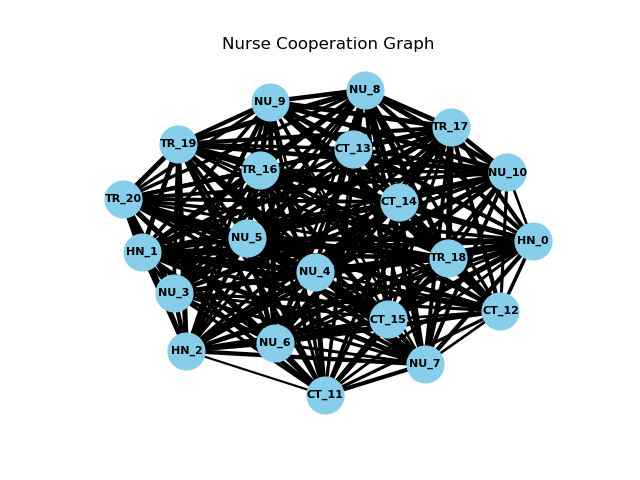 Nurse Cooperation Graph
NU_8
NU_9
TR_17
TR_19
CT_13
TR_16
NU_10
TR_20
CT_14
NU_5
HN_0
HN_1
TR_18
NU_4
NU_3
CT_12
CT_15
NU_6
HN_2
NU_7
CT_11